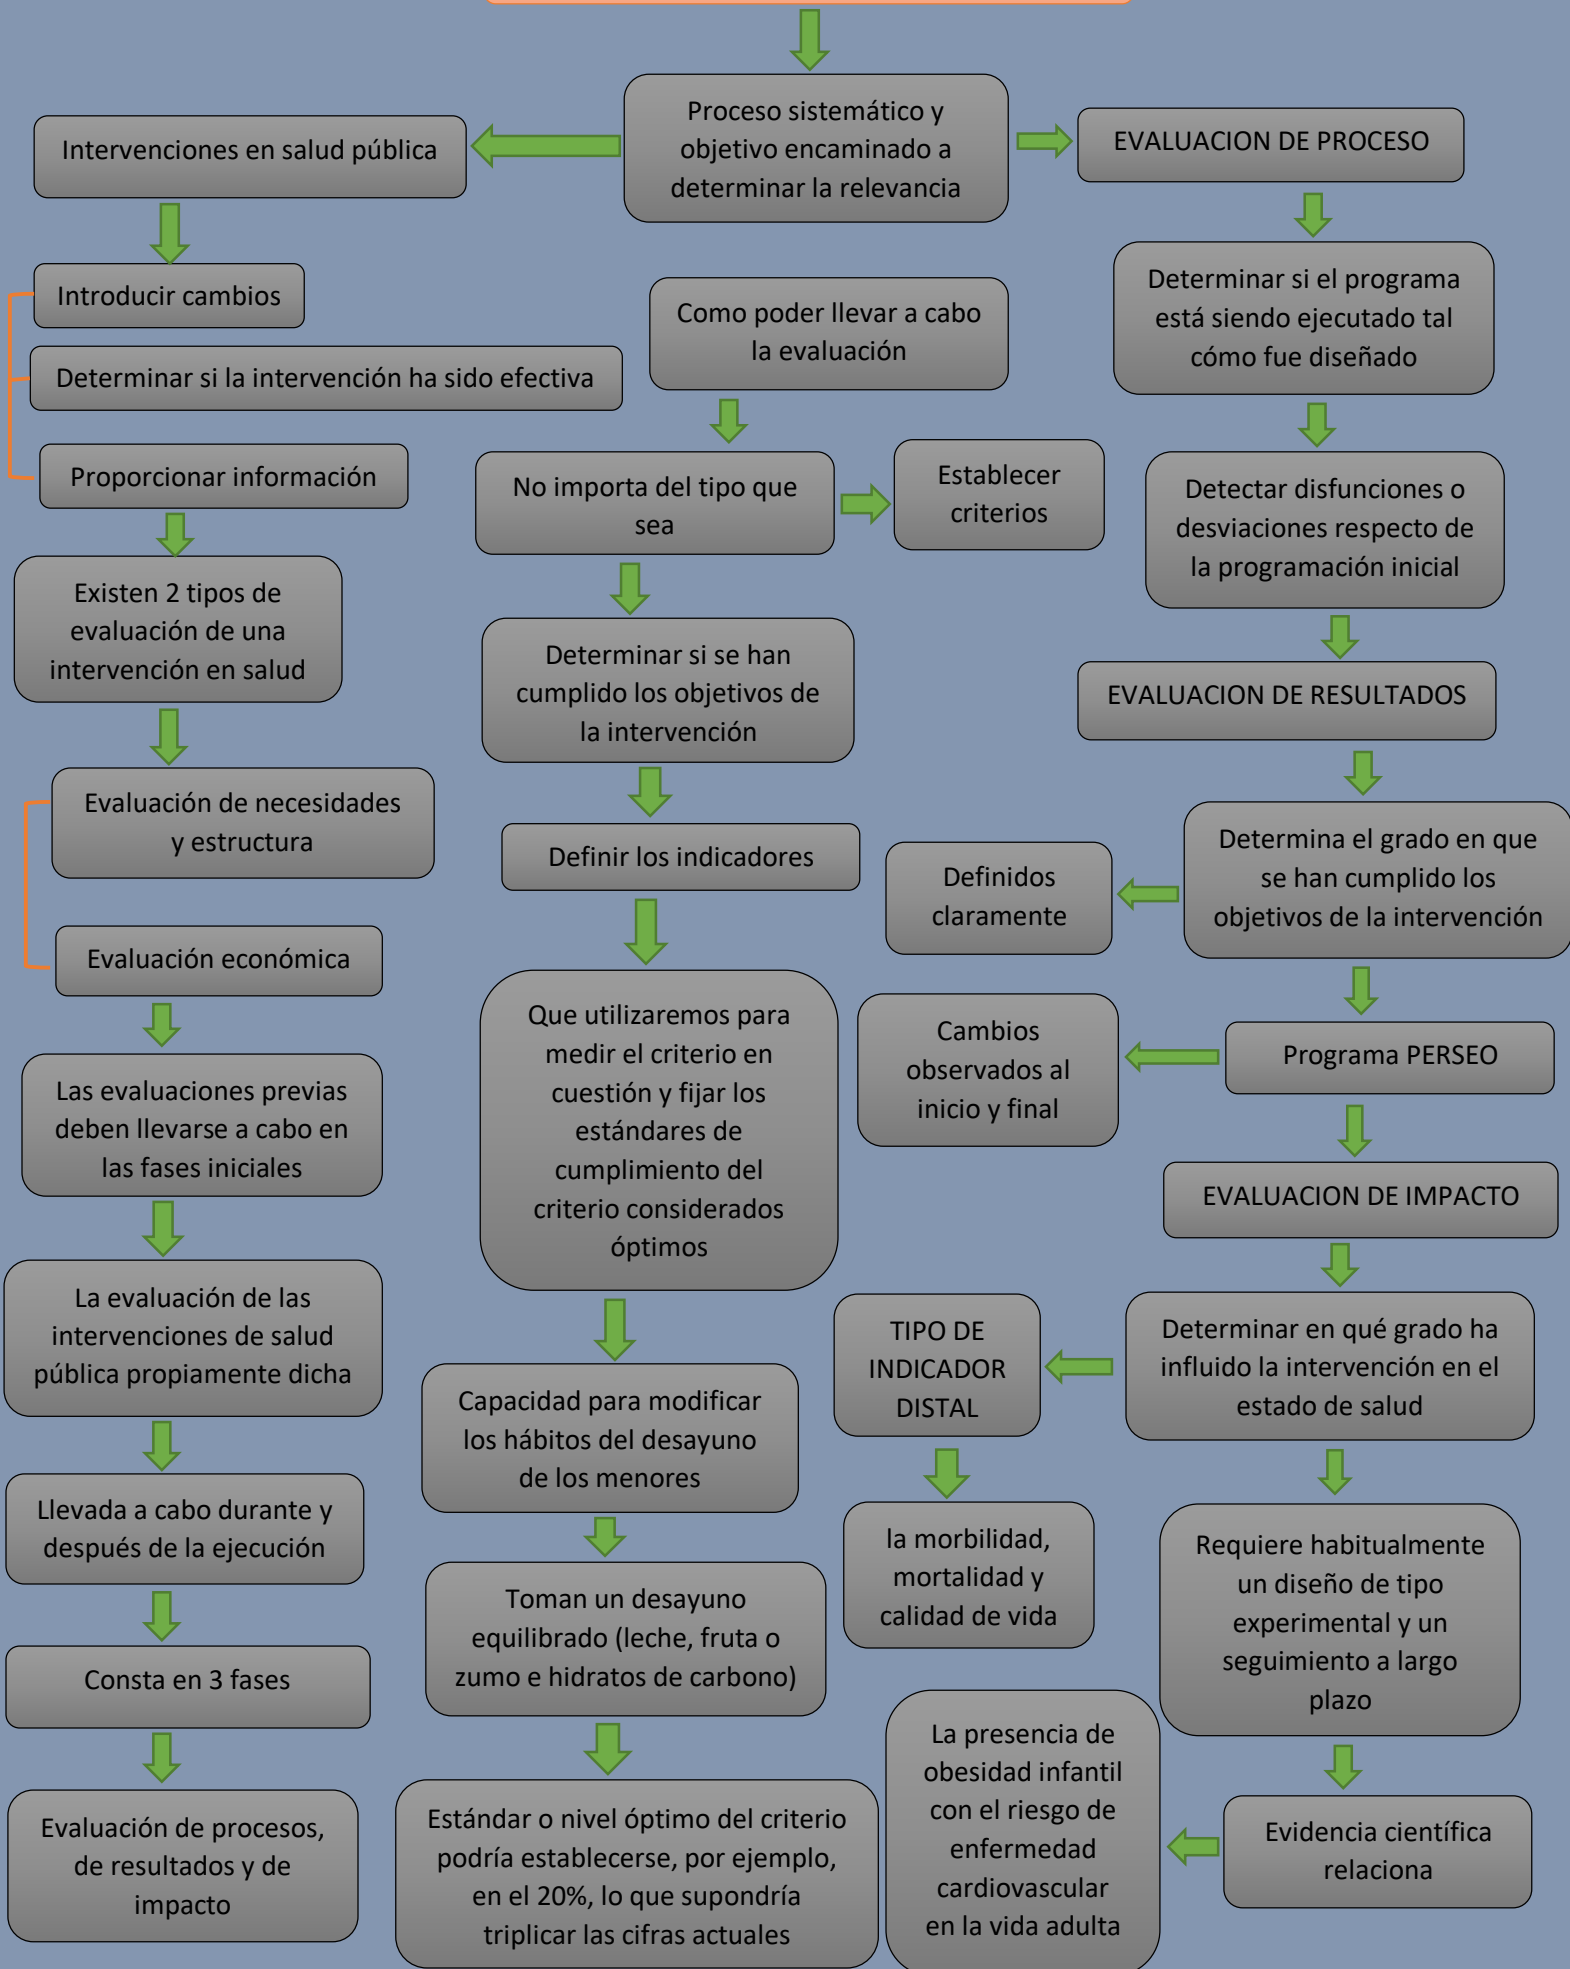 Proceso sistemático y
objetivo encaminado a
determinar la relevancia
Intervenciones en salud pública
Introducir cambios
Determinar si la intervención ha sido efectiva
Proporcionar información
Existen 2 tipos de
evaluación de una
intervención en salud
Evaluación de necesidades
y estructura
Evaluación económica
Las evaluaciones previas
deben llevarse a cabo en
las fases iniciales
La evaluación de las
intervenciones de salud
pública propiamente dicha
Llevada a cabo durante y
después de la ejecución
Consta en 3 fases
Evaluación de procesos,
de resultados y de
impacto
Como poder llevar a cabo
la evaluación
No importa del tipo que
sea
Establecer
criterios
Determinar si se han
cumplido los objetivos de
la intervención
Definir los indicadores
Que utilizaremos para
medir el criterio en
cuestión y fijar los
estándares de
cumplimiento del
criterio considerados
óptimos
Capacidad para modificar
los hábitos del desayuno
de los menores
Toman un desayuno
equilibrado (leche, fruta o
zumo e hidratos de carbono)
Estándar o nivel óptimo del criterio
podría establecerse, por ejemplo,
en el 20%, lo que supondría
triplicar las cifras actuales
EVALUACION DE PROCESO
Determinar si el programa
está siendo ejecutado tal
cómo fue diseñado
Detectar disfunciones o
desviaciones respecto de
la programación inicial
EVALUACION DE RESULTADOS
Determina el grado en que
se han cumplido los
objetivos de la intervención
Definidos
claramente
Programa PERSEO
Cambios
observados al
inicio y final
EVALUACION DE IMPACTO
Determinar en qué grado ha
influido la intervención en el
estado de salud
TIPO DE
INDICADOR
DISTAL
la morbilidad,
mortalidad y
calidad de vida
Requiere habitualmente
un diseño de tipo
experimental y un
seguimiento a largo
plazo
Evidencia científica
relaciona
La presencia de
obesidad infantil
con el riesgo de
enfermedad
cardiovascular
en la vida adulta